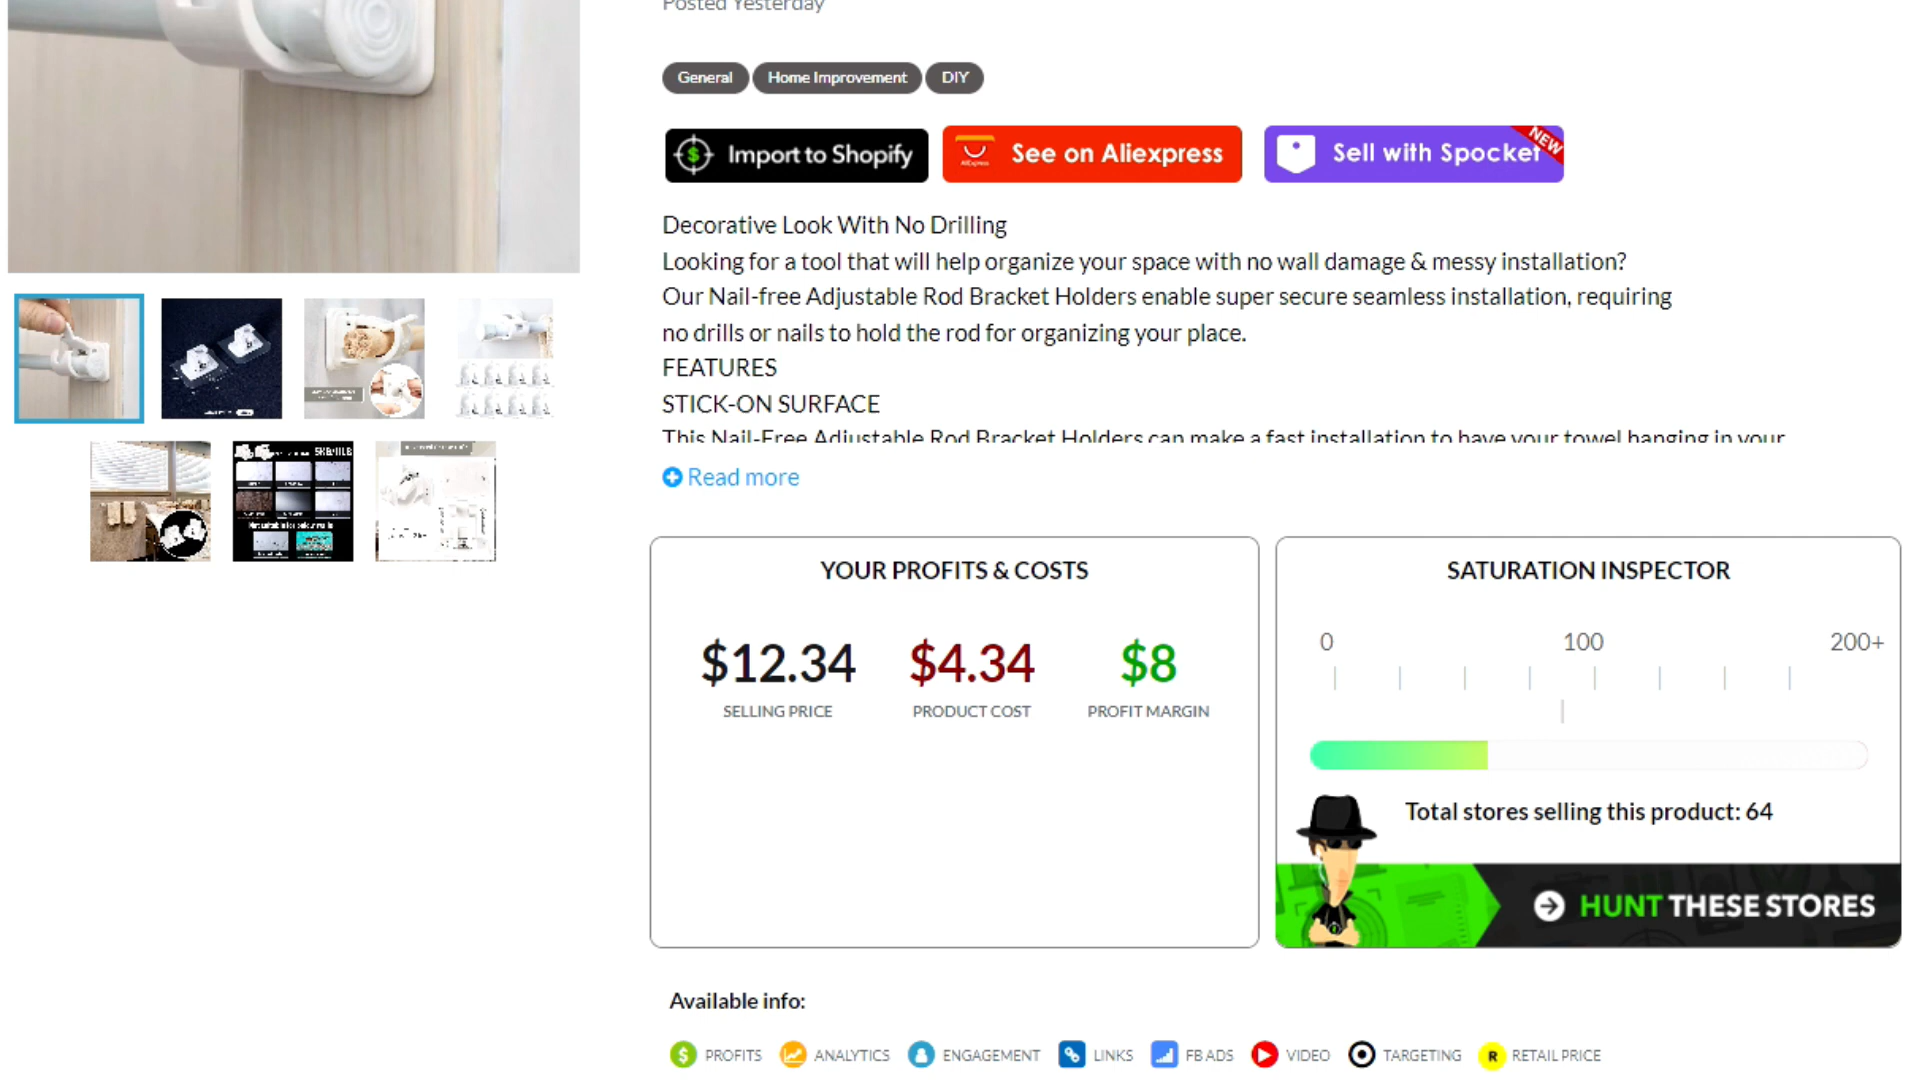 Posted Yesterday
General Home Improvement DIY
Import to Shopify See on Aliexpress Sell with Spocket NEW
Decorative Look With No Drilling
Looking for a tool that will help organize your space with no wall damage & messy installation?
Our Nail-free Adjustable Rod Bracket Holders enable super secure seamless installation, requiring
no drills or nails to hold the rod for organizing your place.
FEATURES
STICK-ON SURFACE
This Nail-Free Adjustable Rod Bracket Holders can make a fast installation to have your towel hanging in your
Read more
YOUR PROFITS & COSTS
$12.34 $4.34 $8
SELLING PRICE PRODUCT COST PROFIT MARGIN
SATURATION INSPECTOR
0 100 200+
Total stores selling this product: 64
HUNT THESE STORES
Available info:
PROFITS ANALYTICS ENGAGEMENT LINKS FB ADS VIDEO TARGETING R RETAIL PRICE